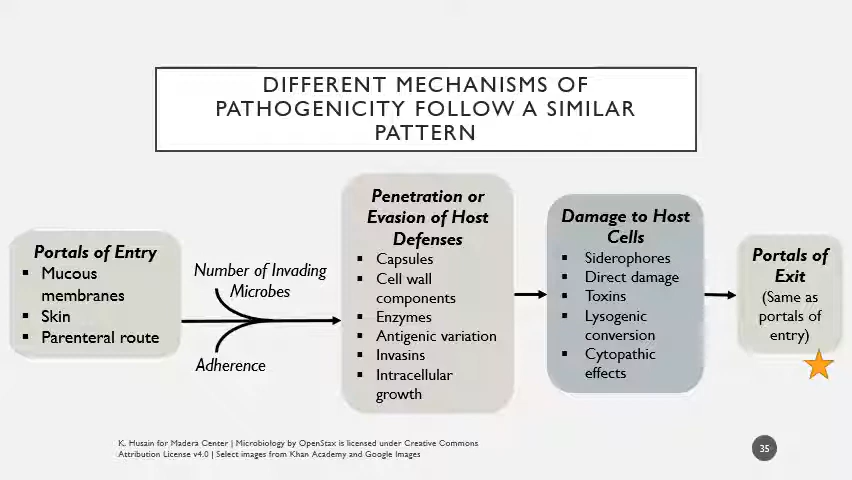 DIFFERENT MECHANISMS OF
PATHOGENICITY FOLLOW A SIMILAR
PATTERN
Portals of Entry
▪ Mucous
membranes
▪ Skin
▪ Parenteral route
Number of Invading
Microbes
Adherence
Penetration or
Evasion of Host
Defenses
▪ Capsules
▪ Cell wall
components
▪ Enzymes
▪ Antigenic variation
▪ Invasins
▪ Intracellular
growth
Damage to Host
Cells
▪ Siderophores
▪ Direct damage
▪ Toxins
▪ Lysogenic
conversion
▪ Cytopathic
effects
Portals of
Exit
(Same as
portals of
entry)
K. Husain for Madera Center | Microbiology by OpenStax is licensed under Creative Commons
Attribution License v4.0 | Select images from Khan Academy and Google Images
35